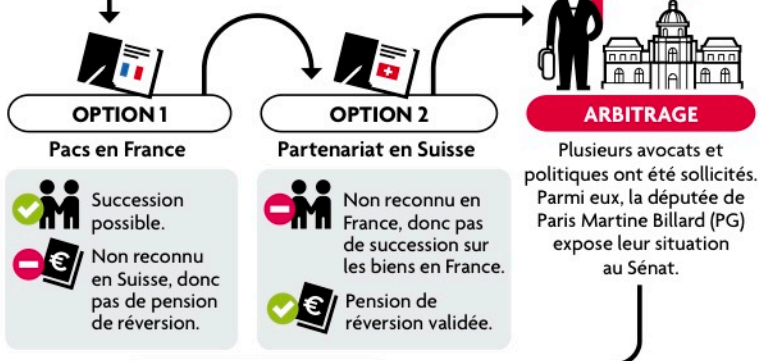 OPTION 1
Pacs en France
Succession
possible.
Non reconnu
en Suisse, donc
pas de pension
de réversion.
OPTION 2
Partenariat en Suisse
Non reconnu en
France, donc pas
de succession sur
les biens en France.
Pension de
réversion validée.
ARBITRAGE
Plusieurs avocats et
politiques ont été sollicités.
Parmi eux, la députée de
Paris Martine Billard (PG)
expose leur situation
au Sénat.